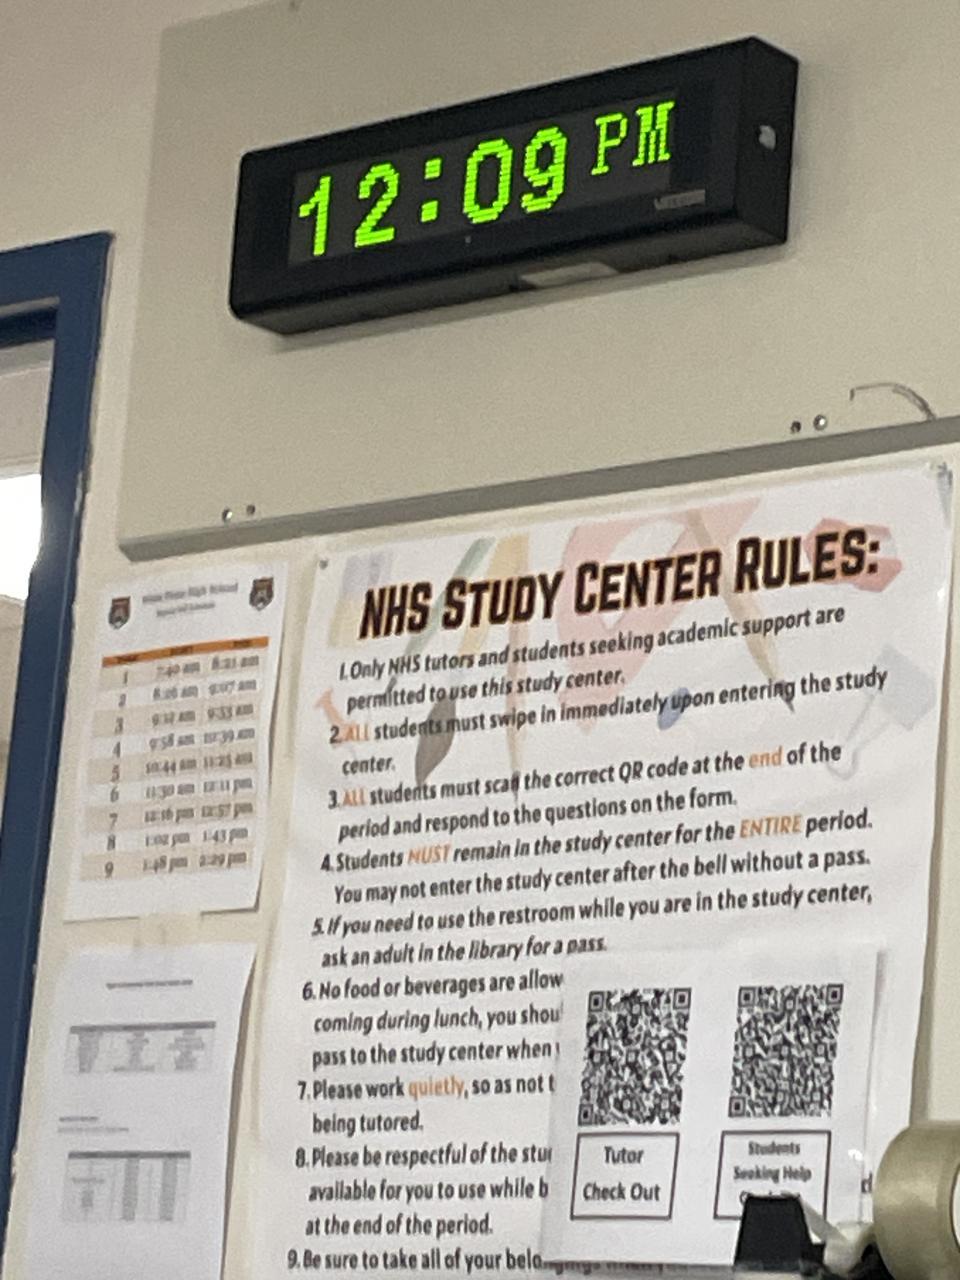 12:09 PM
NHS STUDY CENTER RULES:
1. Only NHS tutors and students seeking academic support are
permitted to use this study center.
2. ALL students must swipe in immediately upon entering the study
center.
3. ALL students must scan the correct QR code at the end of the
period and respond to the questions on the form.
4. Students MUST remain in the study center for the ENTIRE period.
You may not enter the study center after the bell without a pass.
5. If you need to use the restroom while you are in the study center,
ask an adult in the library for a pass.
6. No food or beverages are allow
coming during lunch, you shou
pass to the study center when
7. Please work quietly, so as not t
being tutored.
8. Please be respectful of the stu
available for you to use while b
at the end of the period.
9. Be sure to take all of your belo
Tutor
Check Out
Students
Seeking Help
High School
1 7:40 am 8:21 am
2 8:26 am 9:07 am
3 9:12 am 9:53 am
4 9:58 am 10:39 am
5 10:44 am 11:25 am
6 11:30 am 12:11 pm
7 12:16 pm 12:57 pm
8 1:02 pm 1:43 pm
9 1:48 pm 2:29 pm